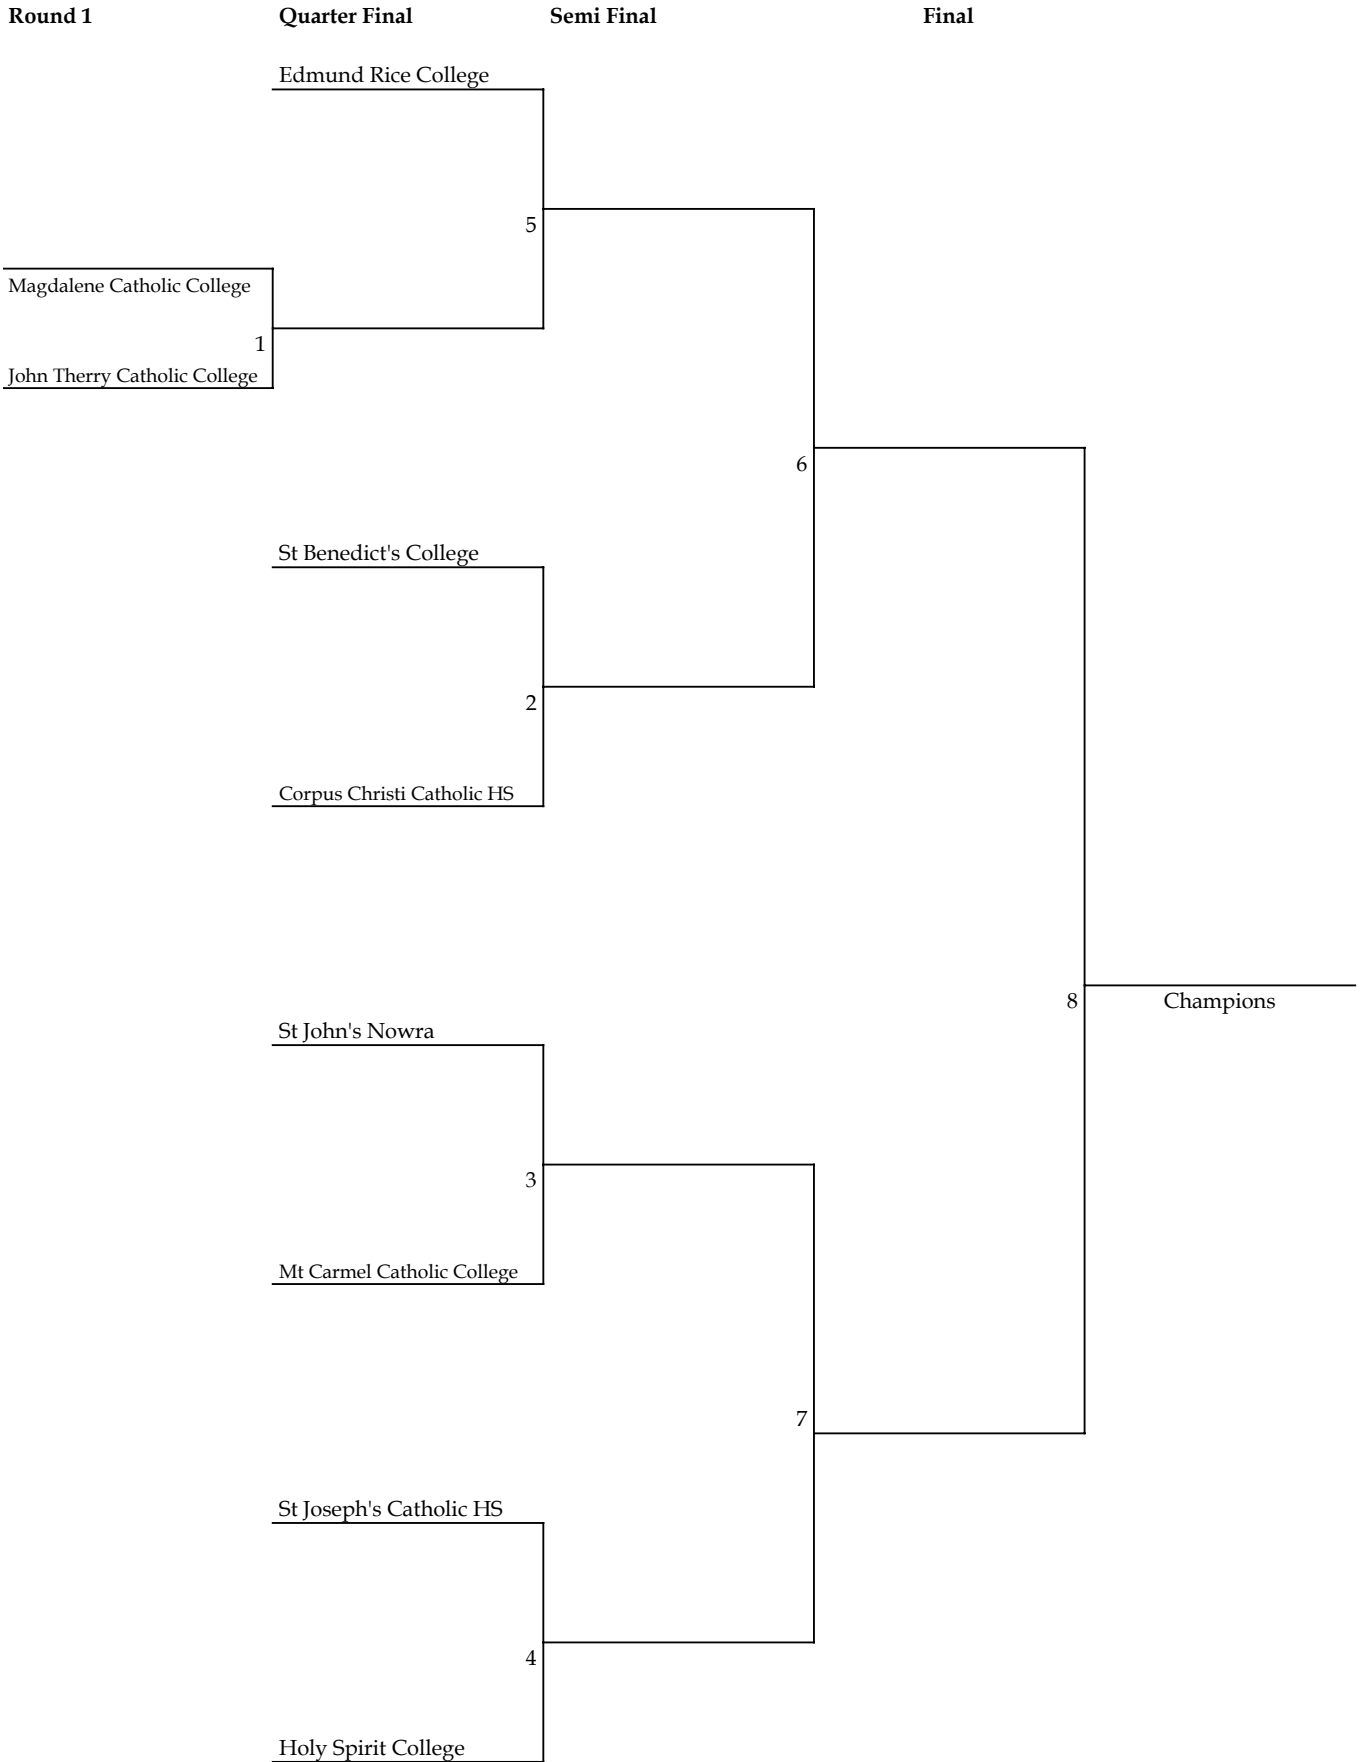 Round 1
Quarter Final
Semi Final
Final
Edmund Rice College
5
Magdalene Catholic College
1
John Therry Catholic College
6
St Benedict's College
2
Corpus Christi Catholic HS
8
Champions
St John's Nowra
3
Mt Carmel Catholic College
7
St Joseph's Catholic HS
4
Holy Spirit College